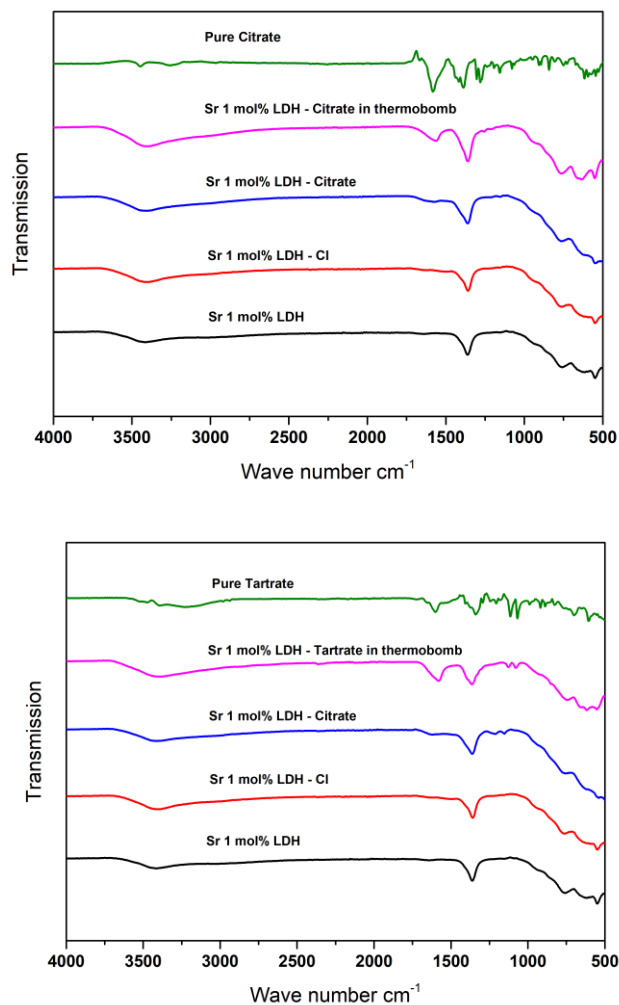 Pure Citrate
Sr 1 mol% LDH - Citrate in thermobomb
Sr 1 mol% LDH - Citrate
Sr 1 mol% LDH - Cl
Sr 1 mol% LDH
Transmission
4000 3500 3000 2500 2000 1500 1000 500
Wave number cm⁻¹
Pure Tartrate
Sr 1 mol% LDH - Tartrate in thermobomb
Sr 1 mol% LDH - Citrate
Sr 1 mol% LDH - Cl
Sr 1 mol% LDH
Transmission
4000 3500 3000 2500 2000 1500 1000 500
Wave number cm⁻¹